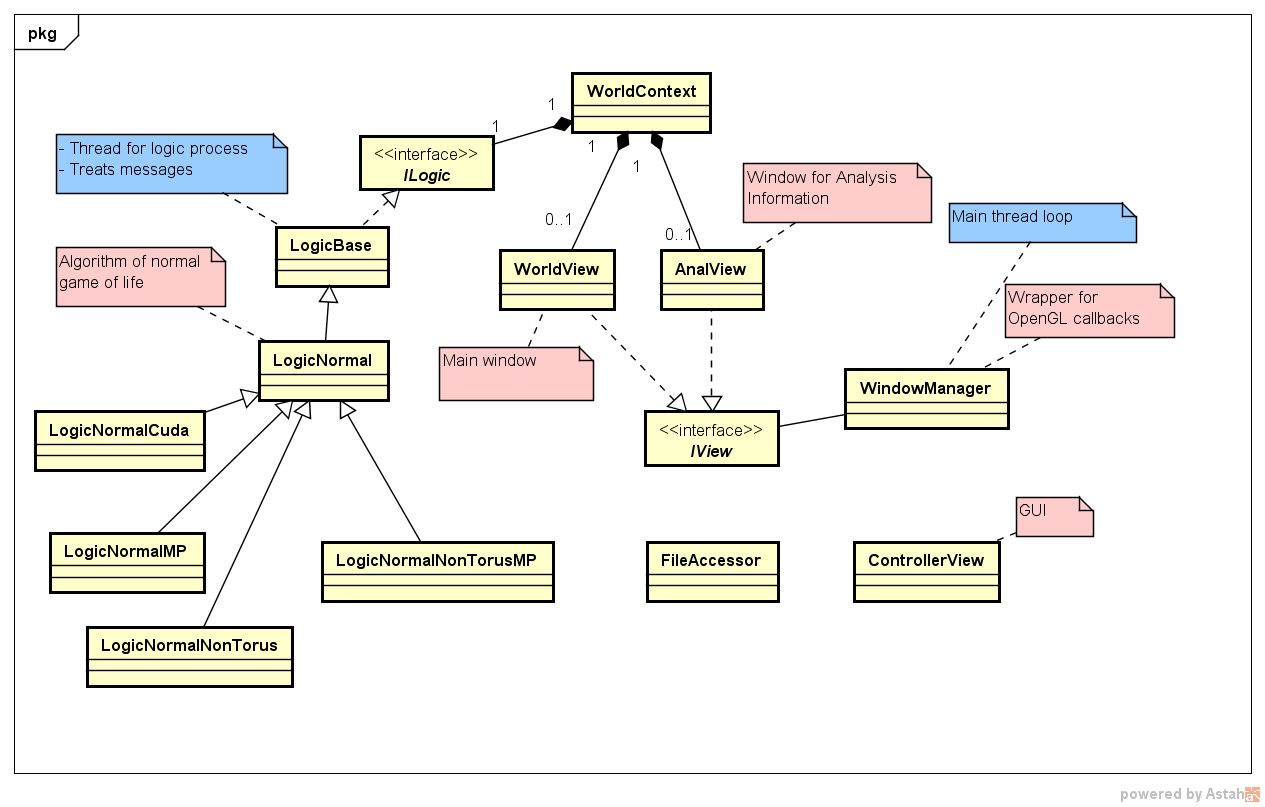 pkg
WorldContext
1
1
- Thread for logic process
- Treats messages
<<interface>>
ILogic
1
1
Window for Analysis
Information
Main thread loop
0..1
0..1
LogicBase
WorldView
AnalView
Algorithm of normal
game of life
Wrapper for
OpenGL callbacks
LogicNormal
Main window
WindowManager
LogicNormalCuda
<<interface>>
IView
GUI
LogicNormalMP
LogicNormalNonTorusMP
FileAccessor
ControllerView
LogicNormalNonTorus
powered by Astah